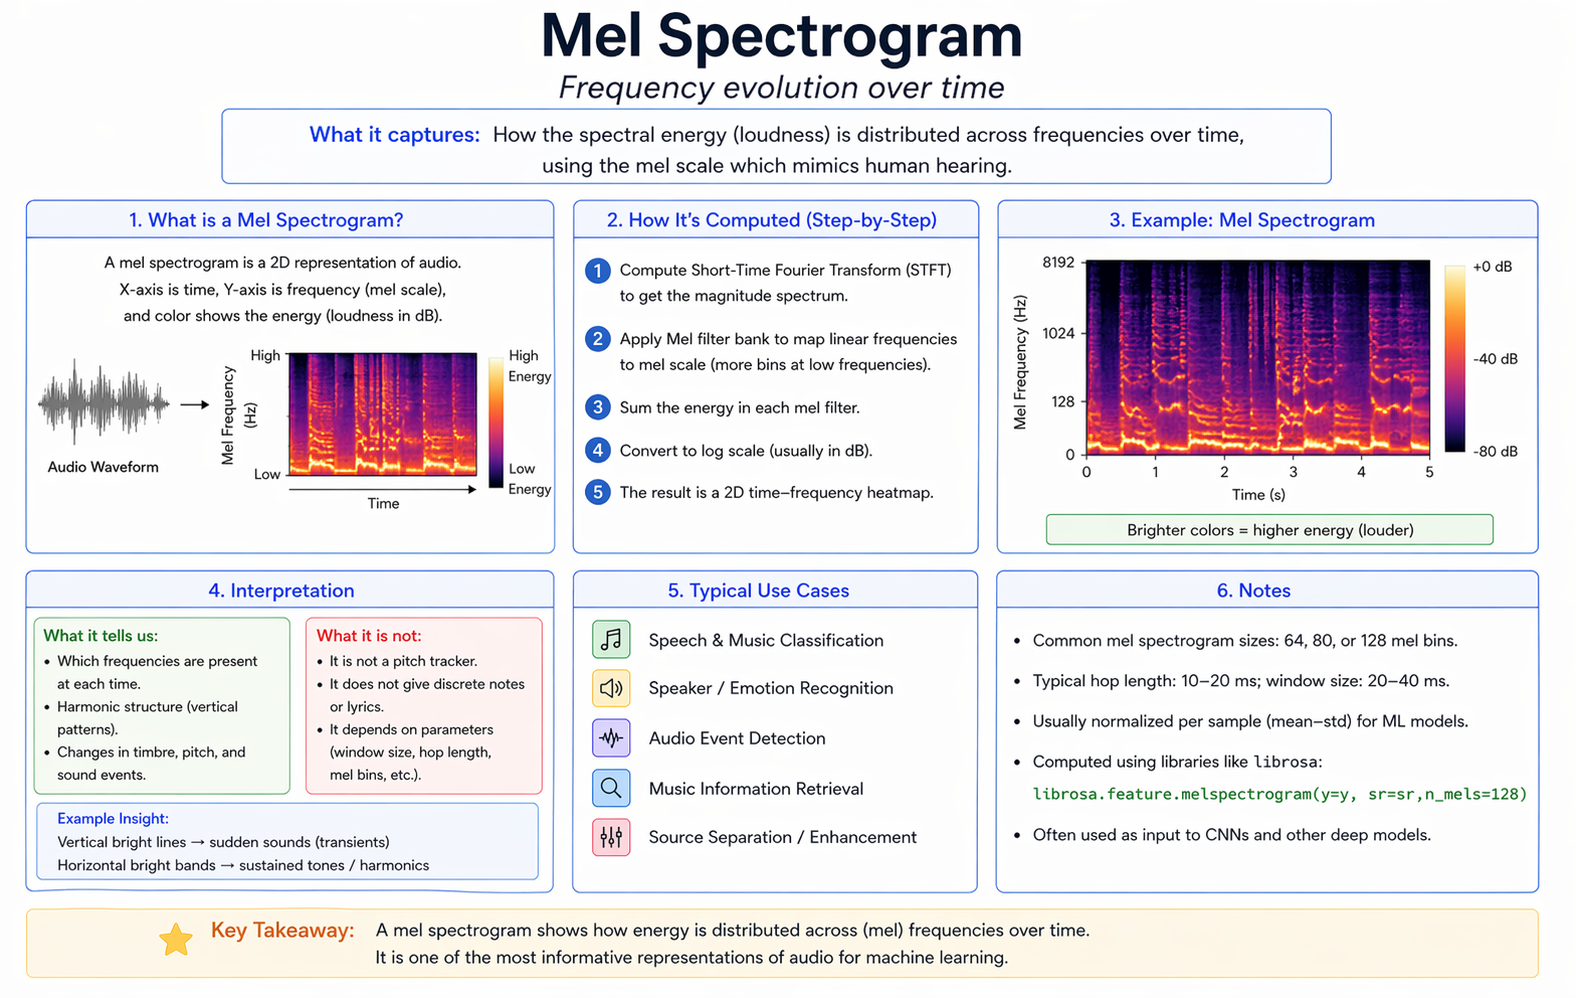 Mel Spectrogram
Frequency evolution over time
What it captures: How the spectral energy (loudness) is distributed across frequencies over time,
using the mel scale which mimics human hearing.
1. What is a Mel Spectrogram?
A mel spectrogram is a 2D representation of audio.
X-axis is time, Y-axis is frequency (mel scale),
and color shows the energy (loudness in dB).
Audio Waveform
Mel Frequency
(Hz)
High
Low
Time
High
Energy
Low
Energy
2. How It's Computed (Step-by-Step)
1 Compute Short-Time Fourier Transform (STFT)
to get the magnitude spectrum.
2 Apply Mel filter bank to map linear frequencies
to mel scale (more bins at low frequencies).
3 Sum the energy in each mel filter.
4 Convert to log scale (usually in dB).
5 The result is a 2D time–frequency heatmap.
3. Example: Mel Spectrogram
Mel Frequency (Hz)
8192
1024
128
0
0 1 2 3 4 5
Time (s)
+0 dB
-40 dB
-80 dB
Brighter colors = higher energy (louder)
4. Interpretation
What it tells us:
• Which frequencies are present
at each time.
• Harmonic structure (vertical
patterns).
• Changes in timbre, pitch, and
sound events.
What it is not:
• It is not a pitch tracker.
• It does not give discrete notes
or lyrics.
• It depends on parameters
(window size, hop length,
mel bins, etc.).
Example Insight:
Vertical bright lines → sudden sounds (transients)
Horizontal bright bands → sustained tones / harmonics
5. Typical Use Cases
Speech & Music Classification
Speaker / Emotion Recognition
Audio Event Detection
Music Information Retrieval
Source Separation / Enhancement
6. Notes
• Common mel spectrogram sizes: 64, 80, or 128 mel bins.
• Typical hop length: 10–20 ms; window size: 20–40 ms.
• Usually normalized per sample (mean–std) for ML models.
• Computed using libraries like librosa:
librosa.feature.melspectrogram(y=y, sr=sr,n_mels=128)
• Often used as input to CNNs and other deep models.
Key Takeaway: A mel spectrogram shows how energy is distributed across (mel) frequencies over time.
It is one of the most informative representations of audio for machine learning.